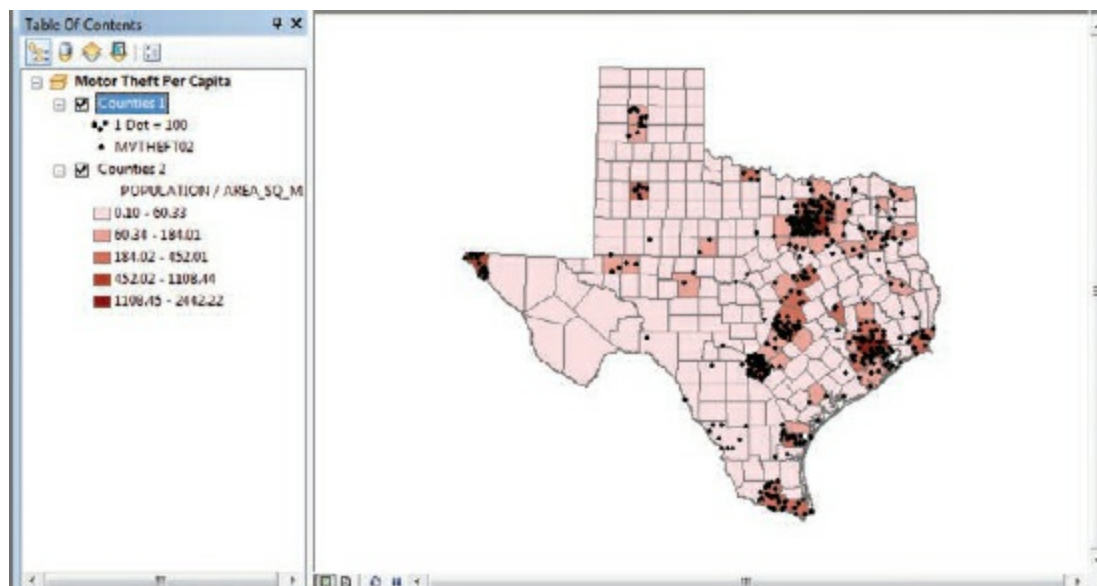 Table Of Contents
Motor Theft Per Capita
Counties 1
1 Dot = 100
MVTHEFT02
Counties 2
POPULATION / AREA_SQ_MI
0.10 - 60.33
60.34 - 184.01
184.02 - 452.01
452.02 - 1108.44
1108.45 - 2442.22